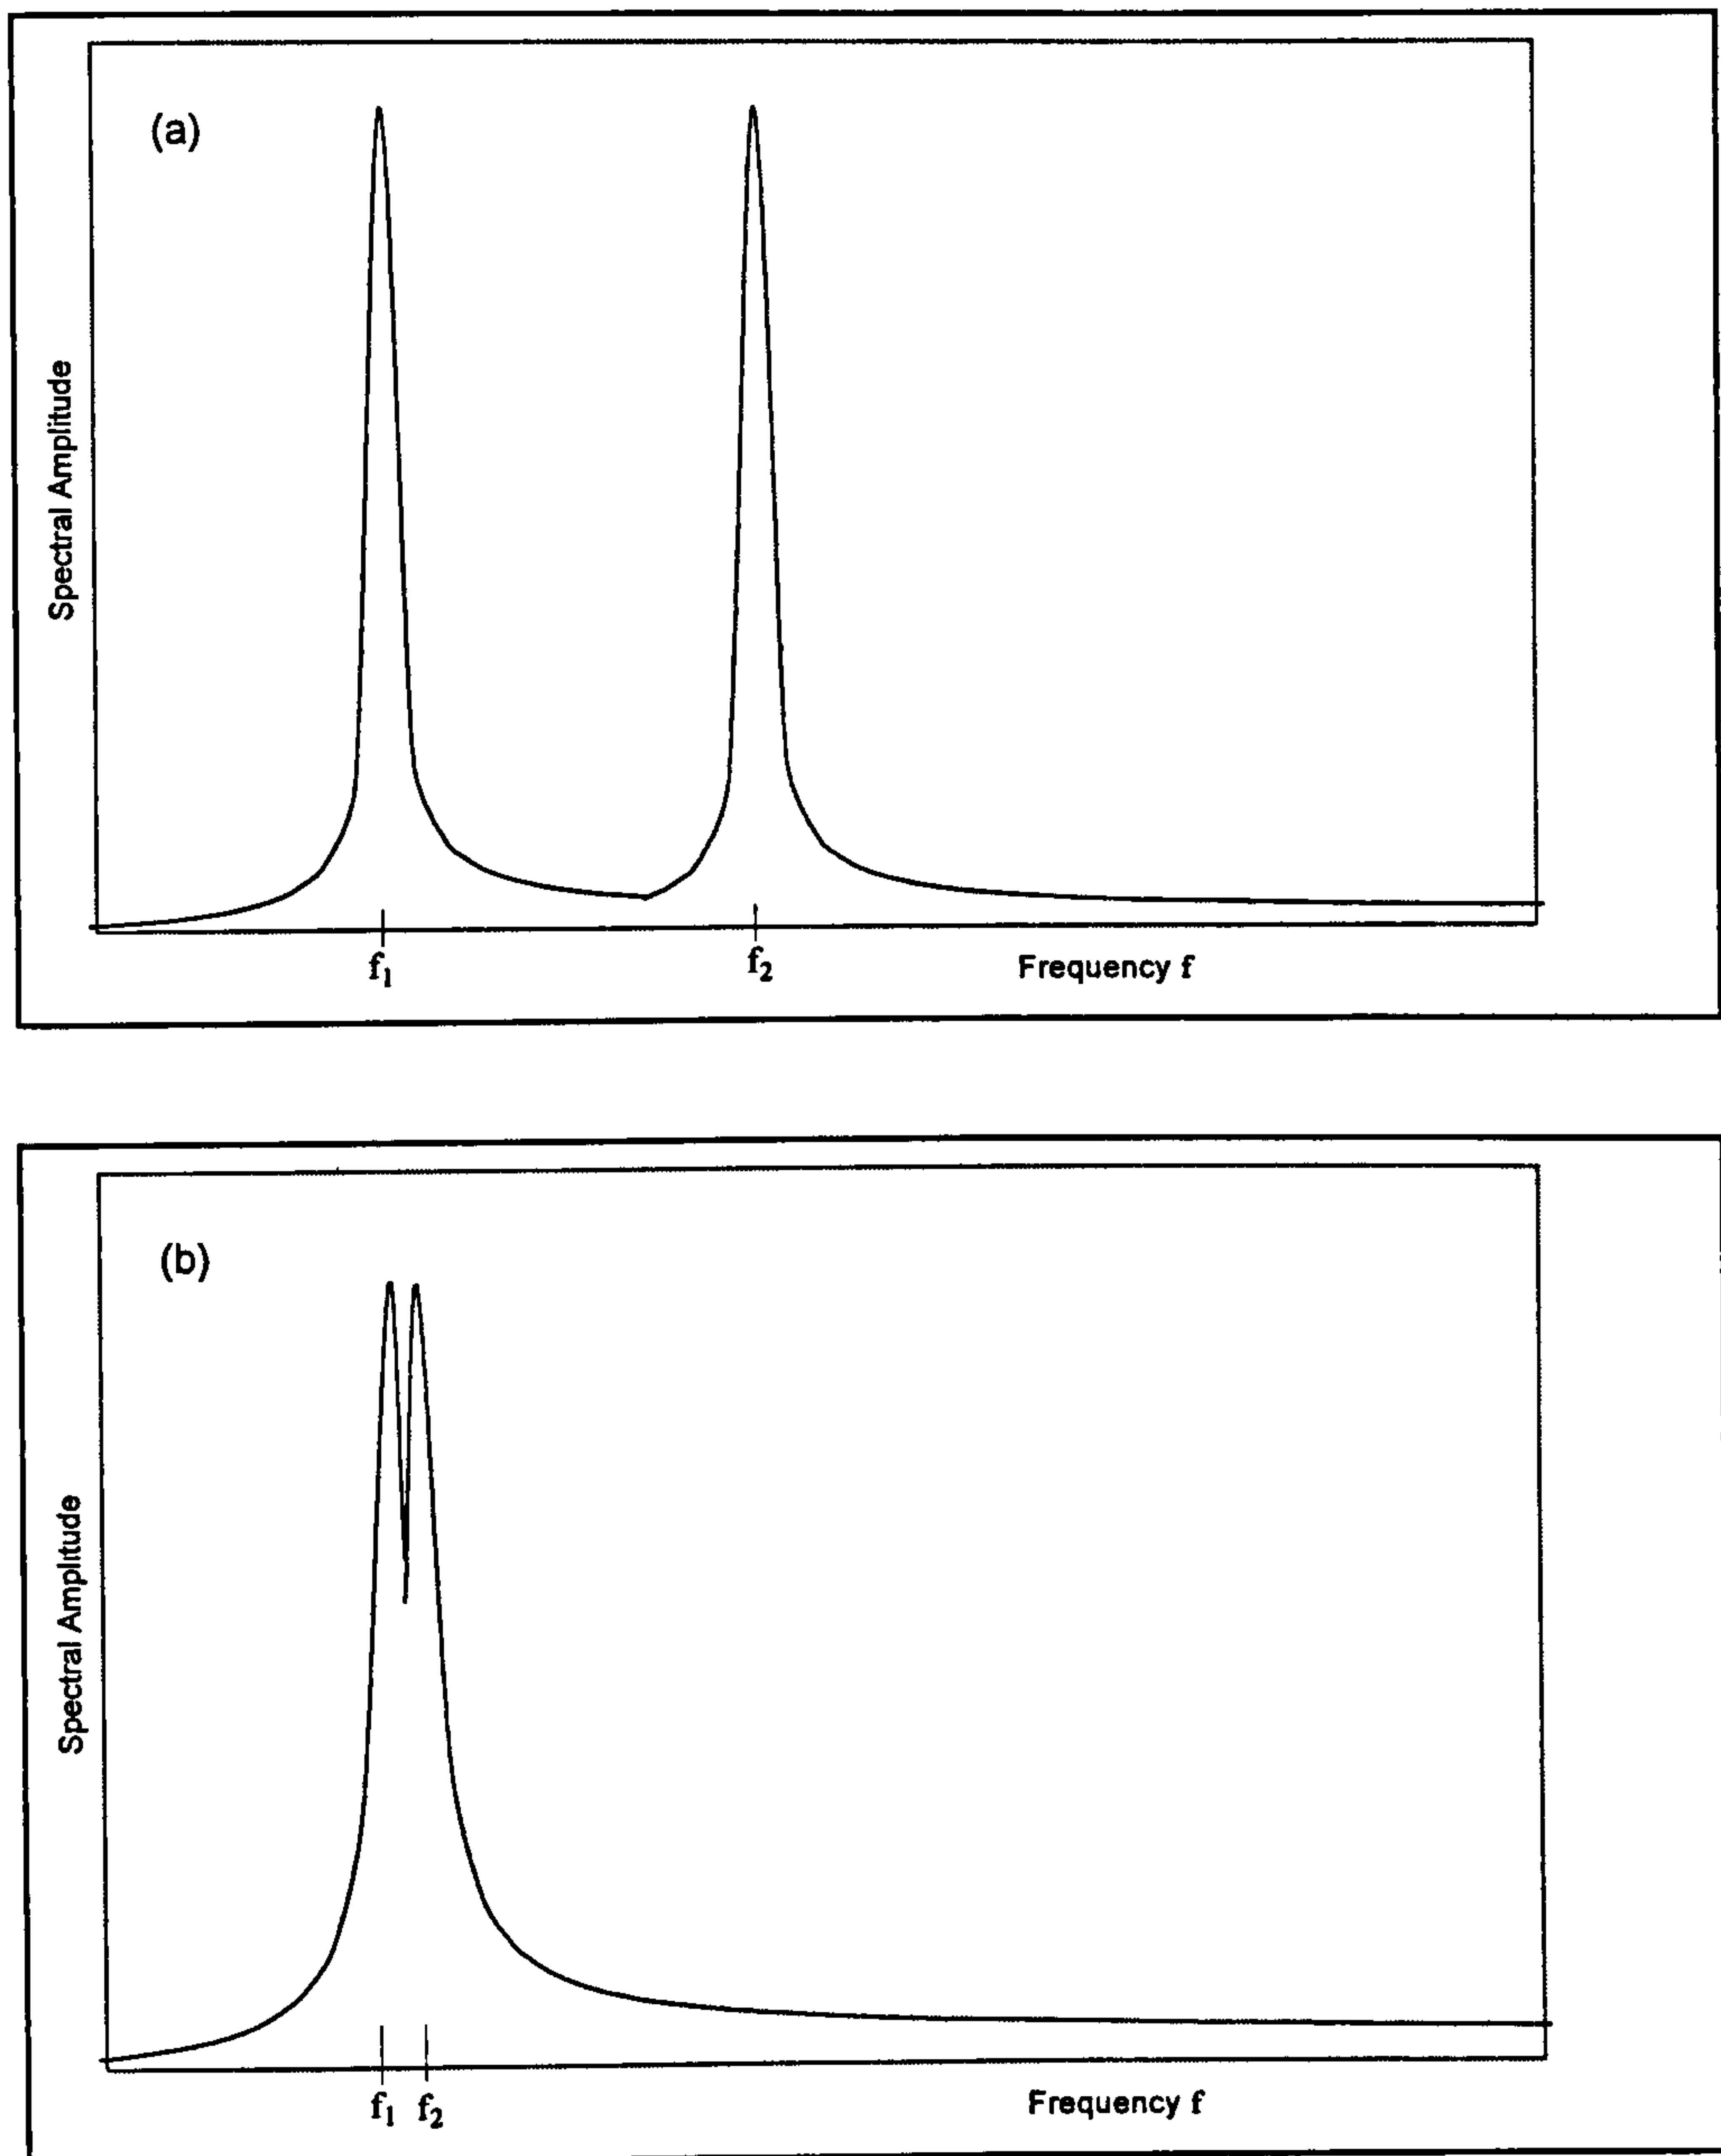 (a)
Spectral Amplitude
f₁
f₂
Frequency f
(b)
Spectral Amplitude
f₁ f₂
Frequency f